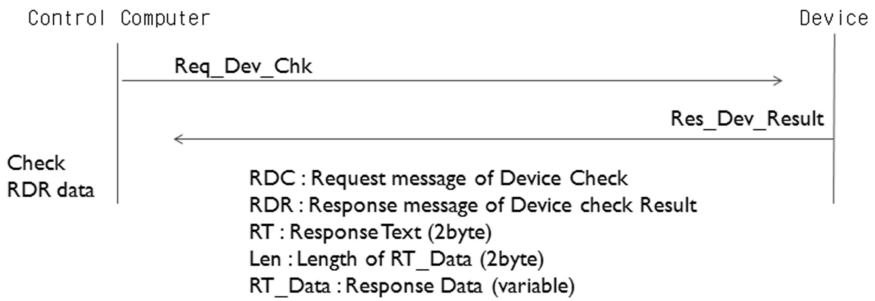 Control Computer
Device
Req_Dev_Chk
Res_Dev_Result
Check
RDR data
RDC : Request message of Device Check
RDR : Response message of Device check Result
RT : Response Text (2byte)
Len : Length of RT_Data (2byte)
RT_Data : Response Data (variable)